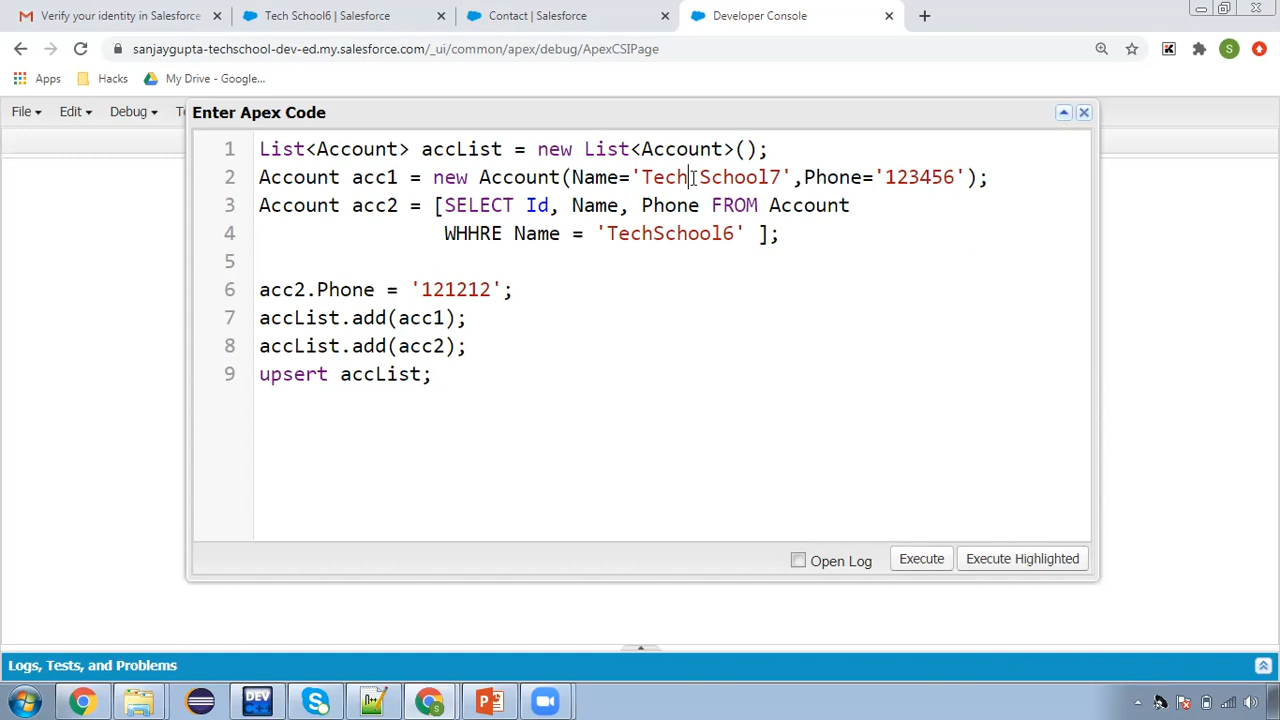 Verify your identity in Salesforce
Tech School6 | Salesforce
Contact | Salesforce
Developer Console
sanjaygupta-techschool-dev-ed.my.salesforce.com/_ui/common/apex/debug/ApexCSIPage
K
S
Apps
Hacks
My Drive - Google...
File
Edit
Debug
Enter Apex Code
1 List<Account> accList = new List<Account>();
2 Account acc1 = new Account(Name='Tech School7',Phone='123456');
3 Account acc2 = [SELECT Id, Name, Phone FROM Account
4 WHHRE Name = 'TechSchool6' ];
5
6 acc2.Phone = '121212';
7 accList.add(acc1);
8 accList.add(acc2);
9 upsert accList;
Open Log
Execute
Execute Highlighted
Logs, Tests, and Problems
DEV